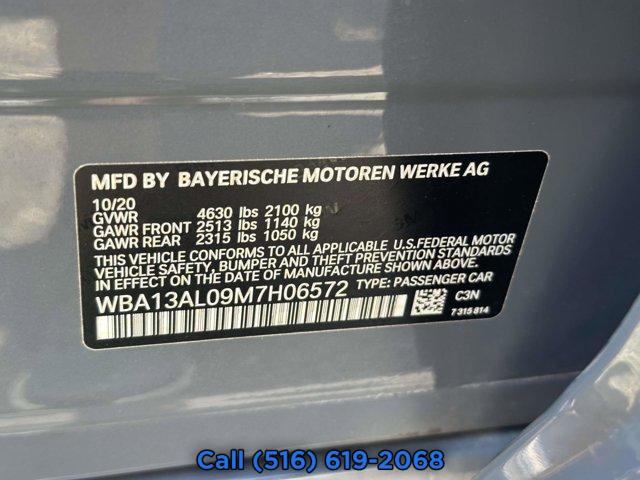 MFD BY BAYERISCHE MOTOREN WERKE AG
10/20
GVWR 4630 lbs 2100 kg
GAWR FRONT 2513 lbs 1140 kg
GAWR REAR 2315 lbs 1050 kg
THIS VEHICLE CONFORMS TO ALL APPLICABLE U.S.FEDERAL MOTOR
VEHICLE SAFETY, BUMPER AND THEFT PREVENTION STANDARDS
IN EFFECT ON THE DATE OF MANUFACTURE SHOWN ABOVE.
WBA13AL09M7H06572 TYPE: PASSENGER CAR
C3N
7315814
Call (516) 619-2068